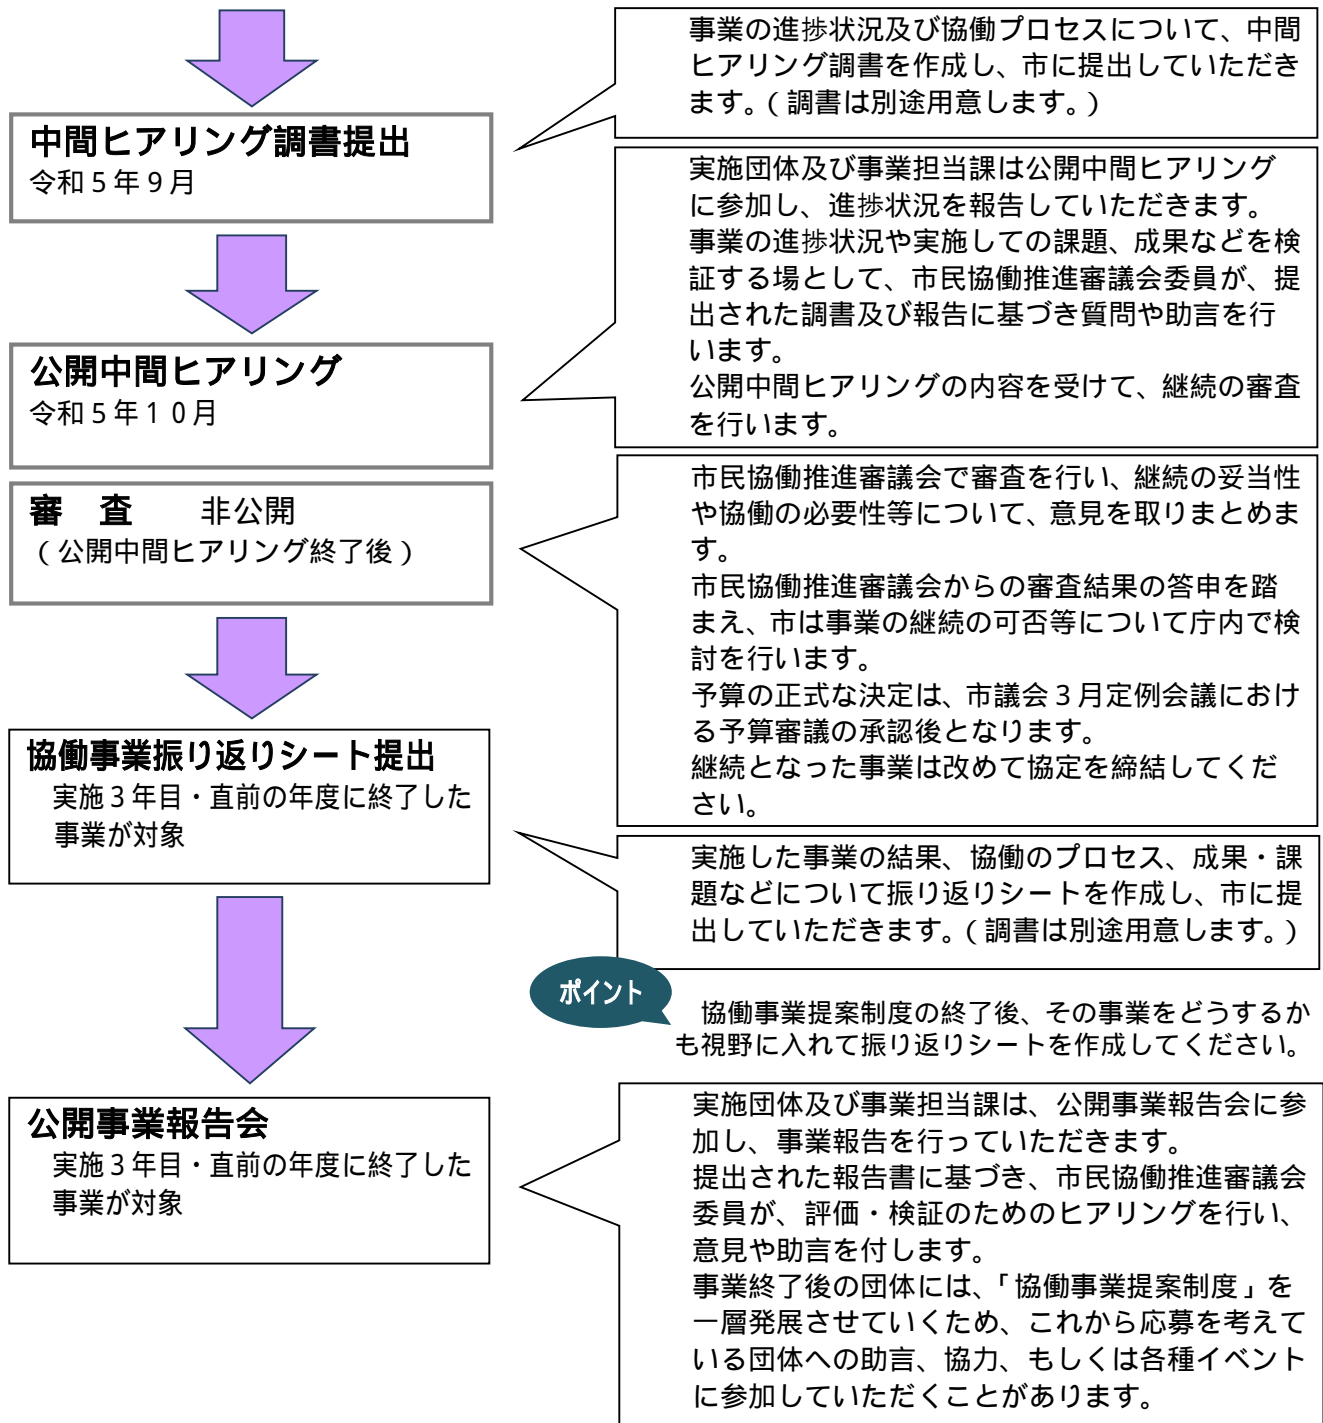 事業の進捗状況及び協働プロセスについて、中間
ヒアリング調書を作成し、市に提出していただき
ます。(調書は別途用意します。)
中間ヒアリング調書提出
令和5年9月
実施団体及び事業担当課は公開中間ヒアリング
に参加し、進捗状況を報告していただきます。
事業の進捗状況や実施しての課題、成果などを検
証する場として、市民協働推進審議会委員が、提
出された調書及び報告に基づき質問や助言を行
います。
公開中間ヒアリングの内容を受けて、継続の審査
を行います。
公開中間ヒアリング
令和5年10月
審 査 非公開
(公開中間ヒアリング終了後)
市民協働推進審議会で審査を行い、継続の妥当性
や協働の必要性等について、意見を取りまとめま
す。
市民協働推進審議会からの審査結果の答申を踏
まえ、市は事業の継続の可否等について庁内で検
討を行います。
予算の正式な決定は、市議会3月定例会議におけ
る予算審議の承認後となります。
継続となった事業は改めて協定を締結してくだ
さい。
協働事業振り返りシート提出
実施3年目・直前の年度に終了した
事業が対象
実施した事業の結果、協働のプロセス、成果・課
題などについて振り返りシートを作成し、市に提
出していただきます。(調書は別途用意します。)
ポイント
協働事業提案制度の終了後、その事業をどうするか
も視野に入れて振り返りシートを作成してください。
公開事業報告会
実施3年目・直前の年度に終了した
事業が対象
実施団体及び事業担当課は、公開事業報告会に参
加し、事業報告を行っていただきます。
提出された報告書に基づき、市民協働推進審議会
委員が、評価・検証のためのヒアリングを行い、
意見や助言を付します。
事業終了後の団体には、「協働事業提案制度」を
一層発展させていくため、これから応募を考えて
いる団体への助言、協力、もしくは各種イベント
に参加していただくことがあります。